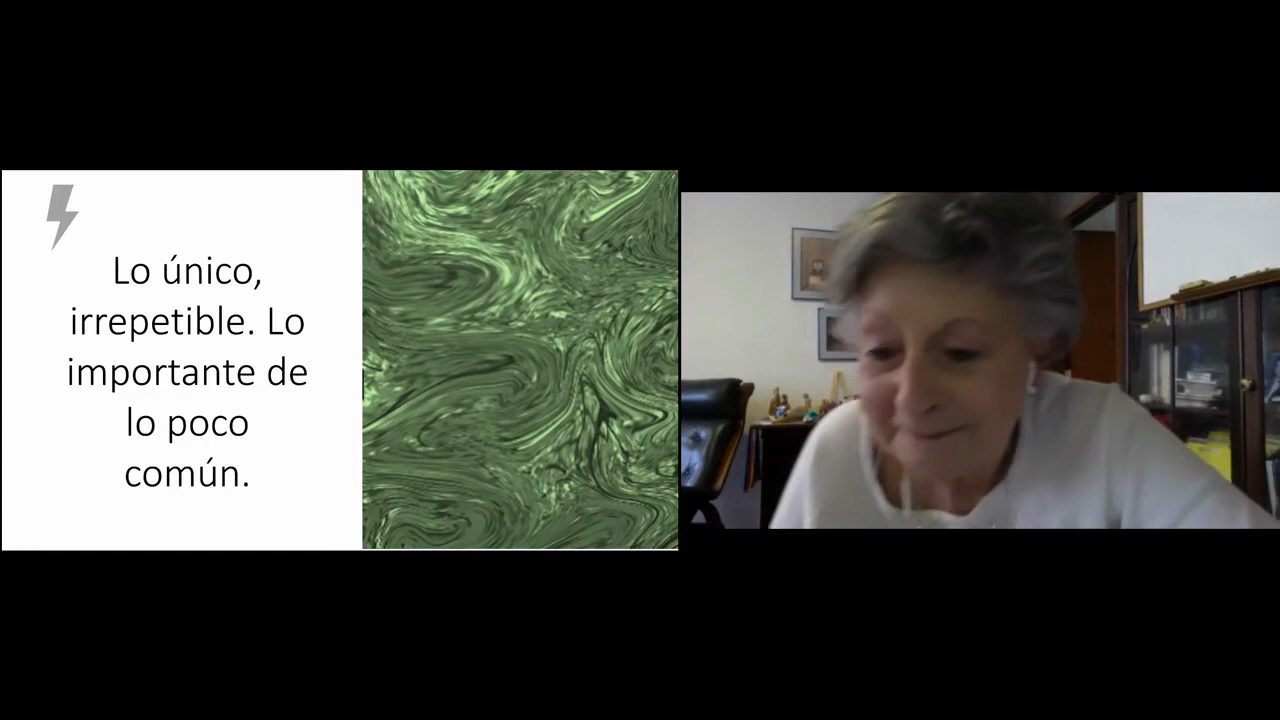 Lo único,
irrepetible. Lo
importante de
lo poco
común.